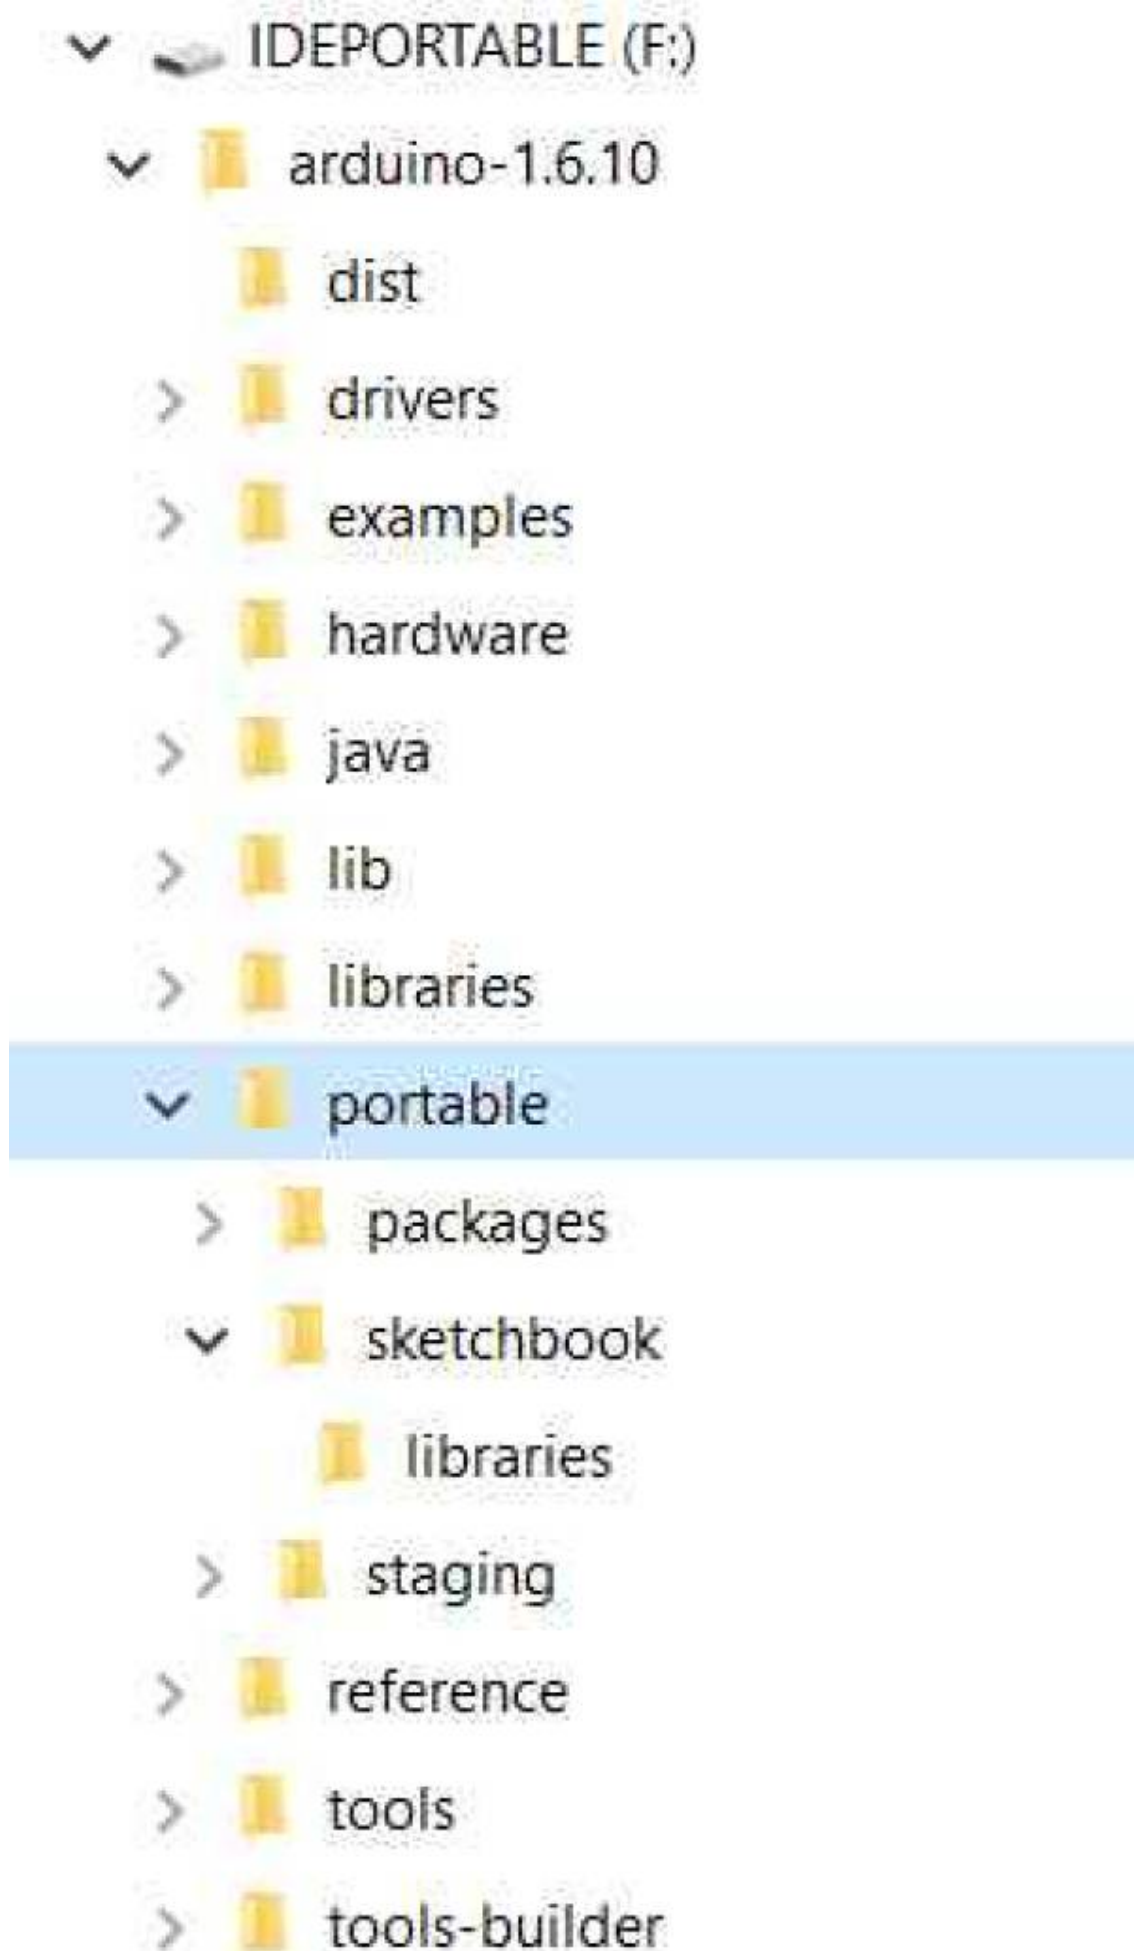 IDEPORTABLE (F:)
arduino-1.6.10
dist
drivers
examples
hardware
java
lib
libraries
portable
packages
sketchbook
libraries
staging
reference
tools
tools-builder